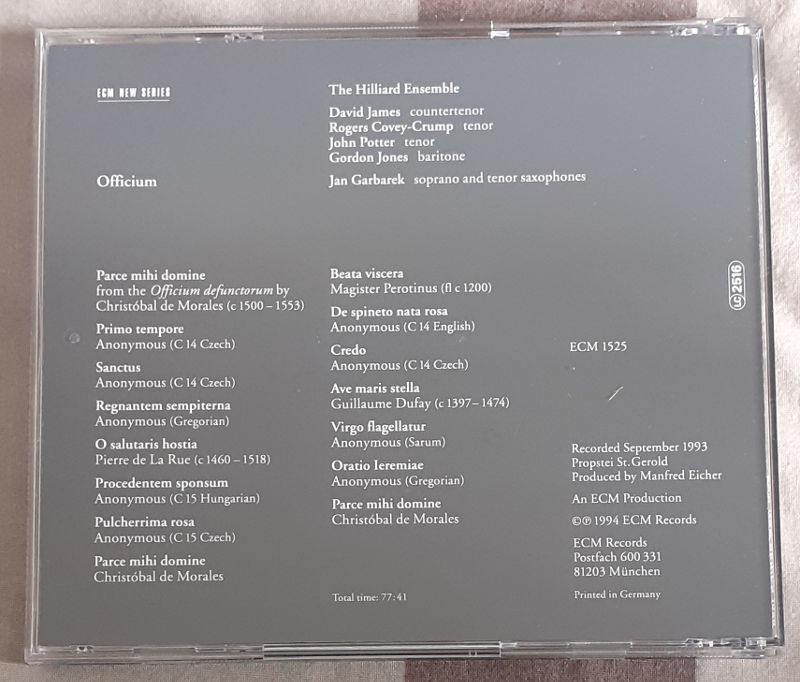 ECM NEW SERIES
Officium
The Hilliard Ensemble
David James countertenor
Rogers Covey-Crump tenor
John Potter tenor
Gordon Jones baritone
Jan Garbarek soprano and tenor saxophones
Parce mihi domine
from the Officium defunctorum by
Christóbal de Morales (c 1500 – 1553)
Primo tempore
Anonymous (C 14 Czech)
Sanctus
Anonymous (C 14 Czech)
Regnantem sempiterna
Anonymous (Gregorian)
O salutaris hostia
Pierre de La Rue (c 1460 – 1518)
Procedentem sponsum
Anonymous (C 15 Hungarian)
Pulcherrima rosa
Anonymous (C 15 Czech)
Parce mihi domine
Christóbal de Morales
Beata viscera
Magister Perotinus (fl c 1200)
De spineto nata rosa
Anonymous (C 14 English)
Credo
Anonymous (C 14 Czech)
Ave maris stella
Guillaume Dufay (c 1397 – 1474)
Virgo flagellatur
Anonymous (Sarum)
Oratio Ieremiae
Anonymous (Gregorian)
Parce mihi domine
Christóbal de Morales
Total time: 77:41
LC 2516
ECM 1525
Recorded September 1993
Propstei St. Gerold
Produced by Manfred Eicher
An ECM Production
©℗ 1994 ECM Records
ECM Records
Postfach 600 331
81203 München
Printed in Germany